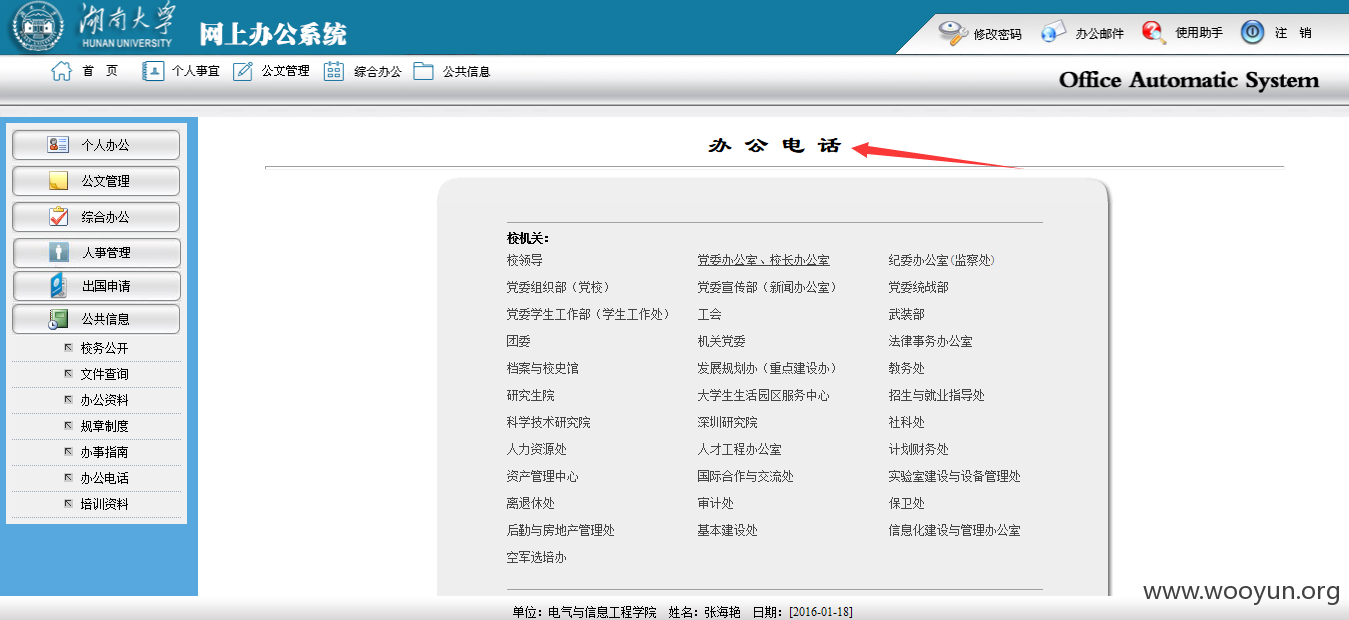 湖南大学
HUNAN UNIVERSITY
网上办公系统
修改密码 办公邮件 使用助手 注 销
首 页 个人事宜 公文管理 综合办公 公共信息
Office Automatic System
个人办公
公文管理
综合办公
人事管理
出国申请
公共信息
校务公开
文件查询
办公资料
规章制度
办事指南
办公电话
培训资料
办 公 电 话
校机关：
校领导 党委办公室、校长办公室 纪委办公室(监察处)
党委组织部（党校） 党委宣传部（新闻办公室） 党委统战部
党委学生工作部（学生工作处） 工会 武装部
团委 机关党委 法律事务办公室
档案与校史馆 发展规划办（重点建设办） 教务处
研究生院 大学生生活园区服务中心 招生与就业指导处
科学技术研究院 深圳研究院 社科处
人力资源处 人才工程办公室 计划财务处
资产管理中心 国际合作与交流处 实验室建设与设备管理处
离退休处 审计处 保卫处
后勤与房地产管理处 基本建设处 信息化建设与管理办公室
空军选培办
www.wooyun.org
单位：电气与信息工程学院 姓名：张海艳 日期：[2016-01-18]